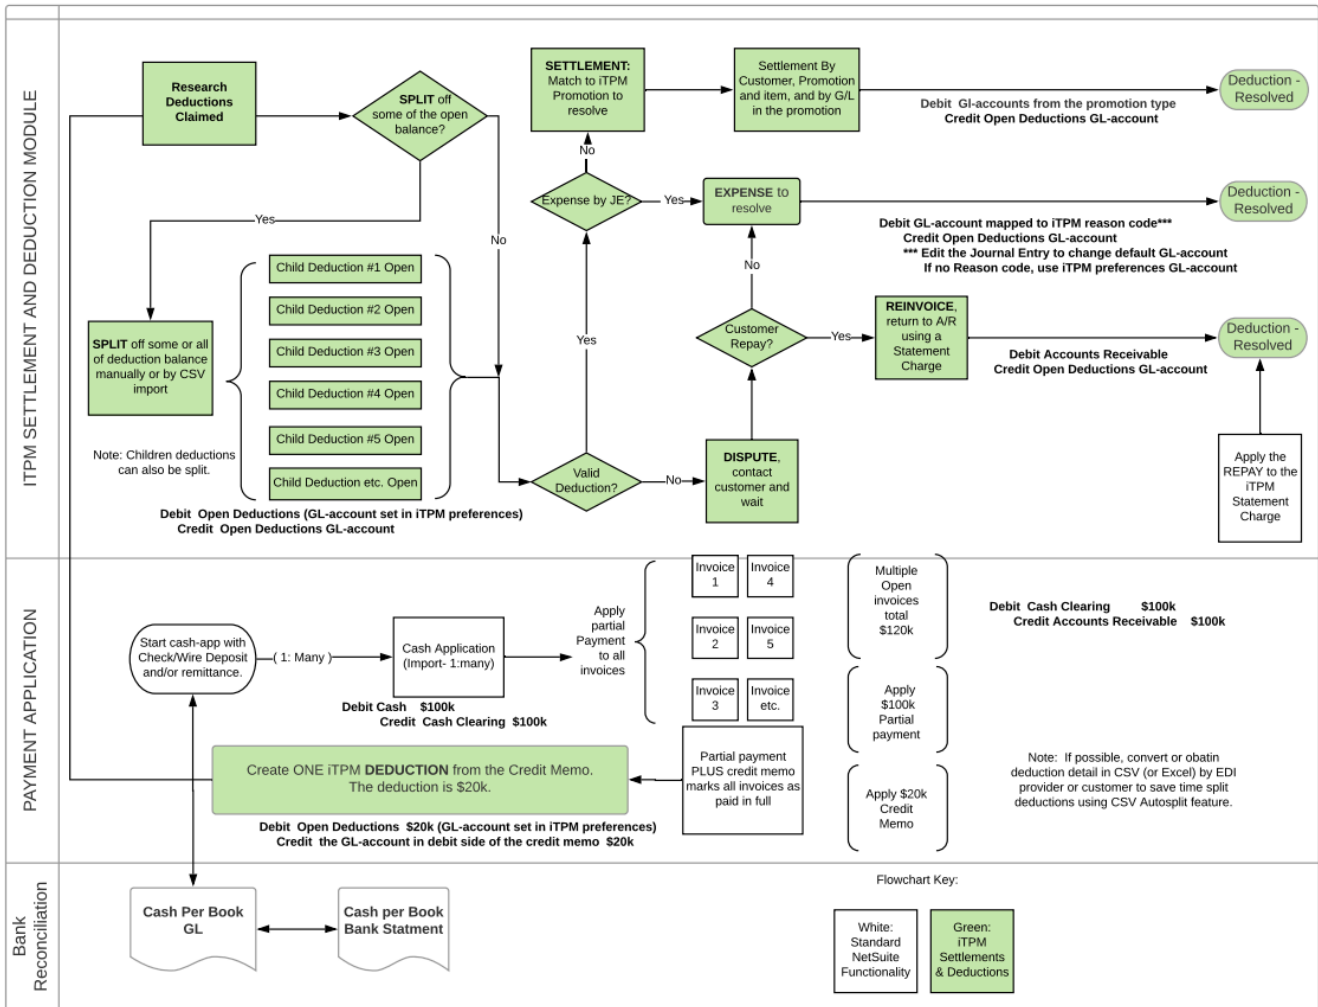 ITPM SETTLEMENT AND DEDUCTION MODULE
Research
Deductions
Claimed
SPLIT off
some of the open
balance?
Yes
No
SPLIT off some or all
of deduction balance
manually or by CSV
import
Note: Children deductions
can also be split.
Child Deduction #1 Open
Child Deduction #2 Open
Child Deduction #3 Open
Child Deduction #4 Open
Child Deduction #5 Open
Child Deduction etc. Open
Debit  Open Deductions (GL-account set in iTPM preferences)
Credit  Open Deductions GL-account
SETTLEMENT:
Match to iTPM
Promotion to
resolve
Settlement By
Customer, Promotion
and item, and by G/L
in the promotion
Debit  Gl-accounts from the promotion type
Credit Open Deductions GL-account
Deduction -
Resolved
No
Expense by JE?
Yes
EXPENSE to
resolve
Deduction -
Resolved
Debit GL-account mapped to iTPM reason code***
Credit Open Deductions GL-account
*** Edit the Journal Entry to change default GL-account
If no Reason code, use iTPM preferences GL-account
No
Yes
Customer
Repay?
Yes
REINVOICE,
return to A/R
using a
Statement
Charge
Debit Accounts Receivable
Credit Open Deductions GL-account
Deduction -
Resolved
Valid
Deduction?
No
DISPUTE,
contact
customer and
wait
Apply the
REPAY to the
iTPM
Statement
Charge
PAYMENT APPLICATION
Start cash-app with
Check/Wire Deposit
and/or remittance.
( 1: Many )
Cash Application
(Import- 1:many)
Debit Cash    $100k
Credit  Cash Clearing  $100k
Apply
partial
Payment
to all
invoices
Invoice
1
Invoice
4
Invoice
2
Invoice
5
Invoice
3
Invoice
etc.
Multiple
Open
invoices
total
$120k
Debit  Cash Clearing         $100k
Credit Accounts Receivable    $100k
Apply
$100k
Partial
payment
Create ONE iTPM DEDUCTION from the Credit Memo.
The deduction is $20k.
Partial payment
PLUS credit memo
marks all invoices as
paid in full
Apply $20k
Credit
Memo
Note:  If possible, convert or obatin
deduction detail in CSV (or Excel) by EDI
provider or customer to save time split
deductions using CSV Autosplit feature.
Debit  Open Deductions  $20k (GL-account set in iTPM preferences)
Credit  the GL-account in debit side of the credit memo  $20k
Bank
Reconciliation
Cash Per Book
GL
Cash per Book
Bank Statment
Flowchart Key:
White:
Standard
NetSuite
Functionality
Green:
iTPM
Settlements
& Deductions